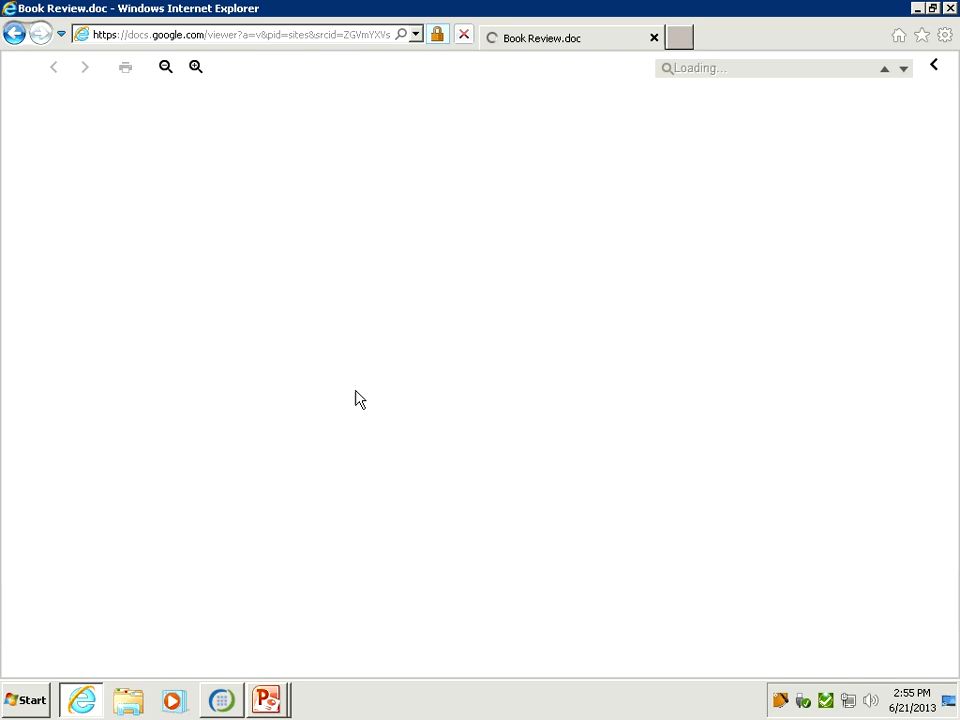 Book Review.doc - Windows Internet Explorer
https://docs.google.com/viewer?a=v&pid=sites&srcid=ZGVmYXVs
Book Review.doc
Loading...
Start
2:55 PM
6/21/2013